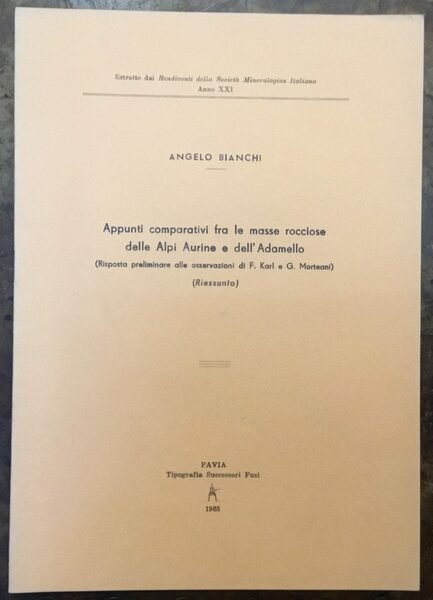 Estratto dai Rendiconti della Società Mineralogica Italiana
Anno XXI
ANGELO BIANCHI
Appunti comparativi fra le masse rocciose
delle Alpi Aurine e dell'Adamello
(Risposta preliminare alle osservazioni di F. Karl e G. Morteani)
(Riassunto)
PAVIA
Tipografia Successori Fusi
1965